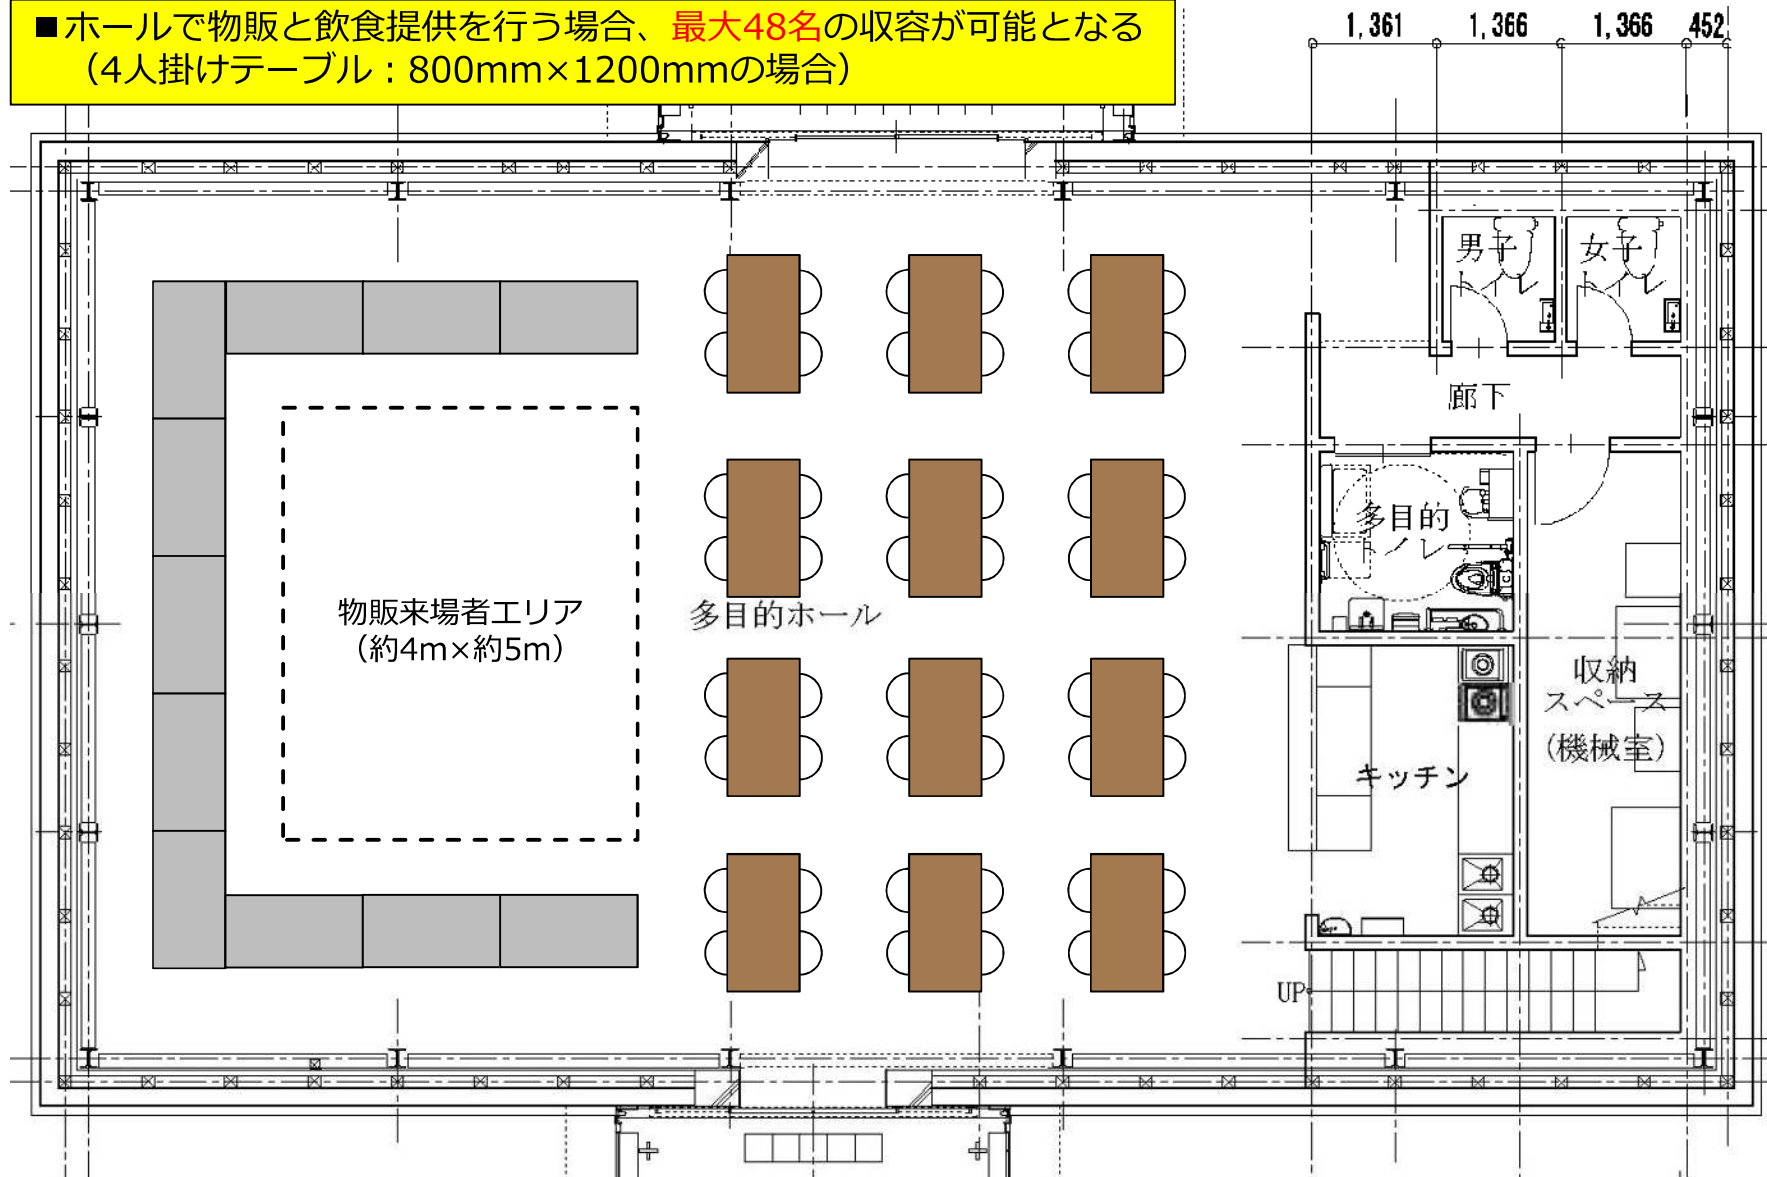 ■ホールで物販と飲食提供を行う場合、最大48名の収容が可能となる
（4人掛けテーブル：800mm×1200mmの場合）
1,361 1,366 1,366 452
男子
トイレ
女子
トイレ
廊下
多目的
トイレ
物販来場者エリア
（約4m×約5m）
多目的ホール
収納
スペース
（機械室）
キッチン
UP